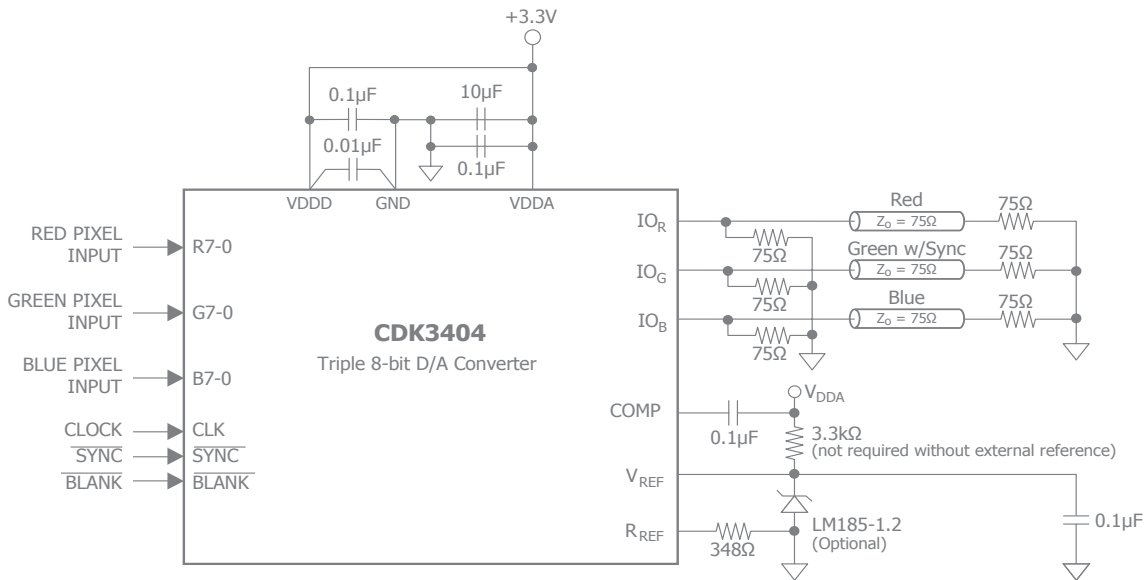 +3.3V
0.1µF
10µF
0.01µF
0.1µF
VDDD
GND
VDDA
RED PIXEL
INPUT
R7-0
GREEN PIXEL
INPUT
G7-0
BLUE PIXEL
INPUT
B7-0
CLOCK
CLK
SYNC
SYNC
BLANK
BLANK
CDK3404
Triple 8-bit D/A Converter
IOR
Red
Zo = 75Ω
75Ω
75Ω
IOG
Green w/Sync
Zo = 75Ω
75Ω
75Ω
IOB
Blue
Zo = 75Ω
75Ω
75Ω
COMP
0.1µF
VDDA
3.3kΩ
(not required without external reference)
VREF
LM185-1.2
(Optional)
0.1µF
RREF
348Ω